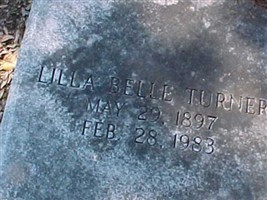 LILLA BELLE TURNER
MAY 29, 1897
FEB 28, 1983